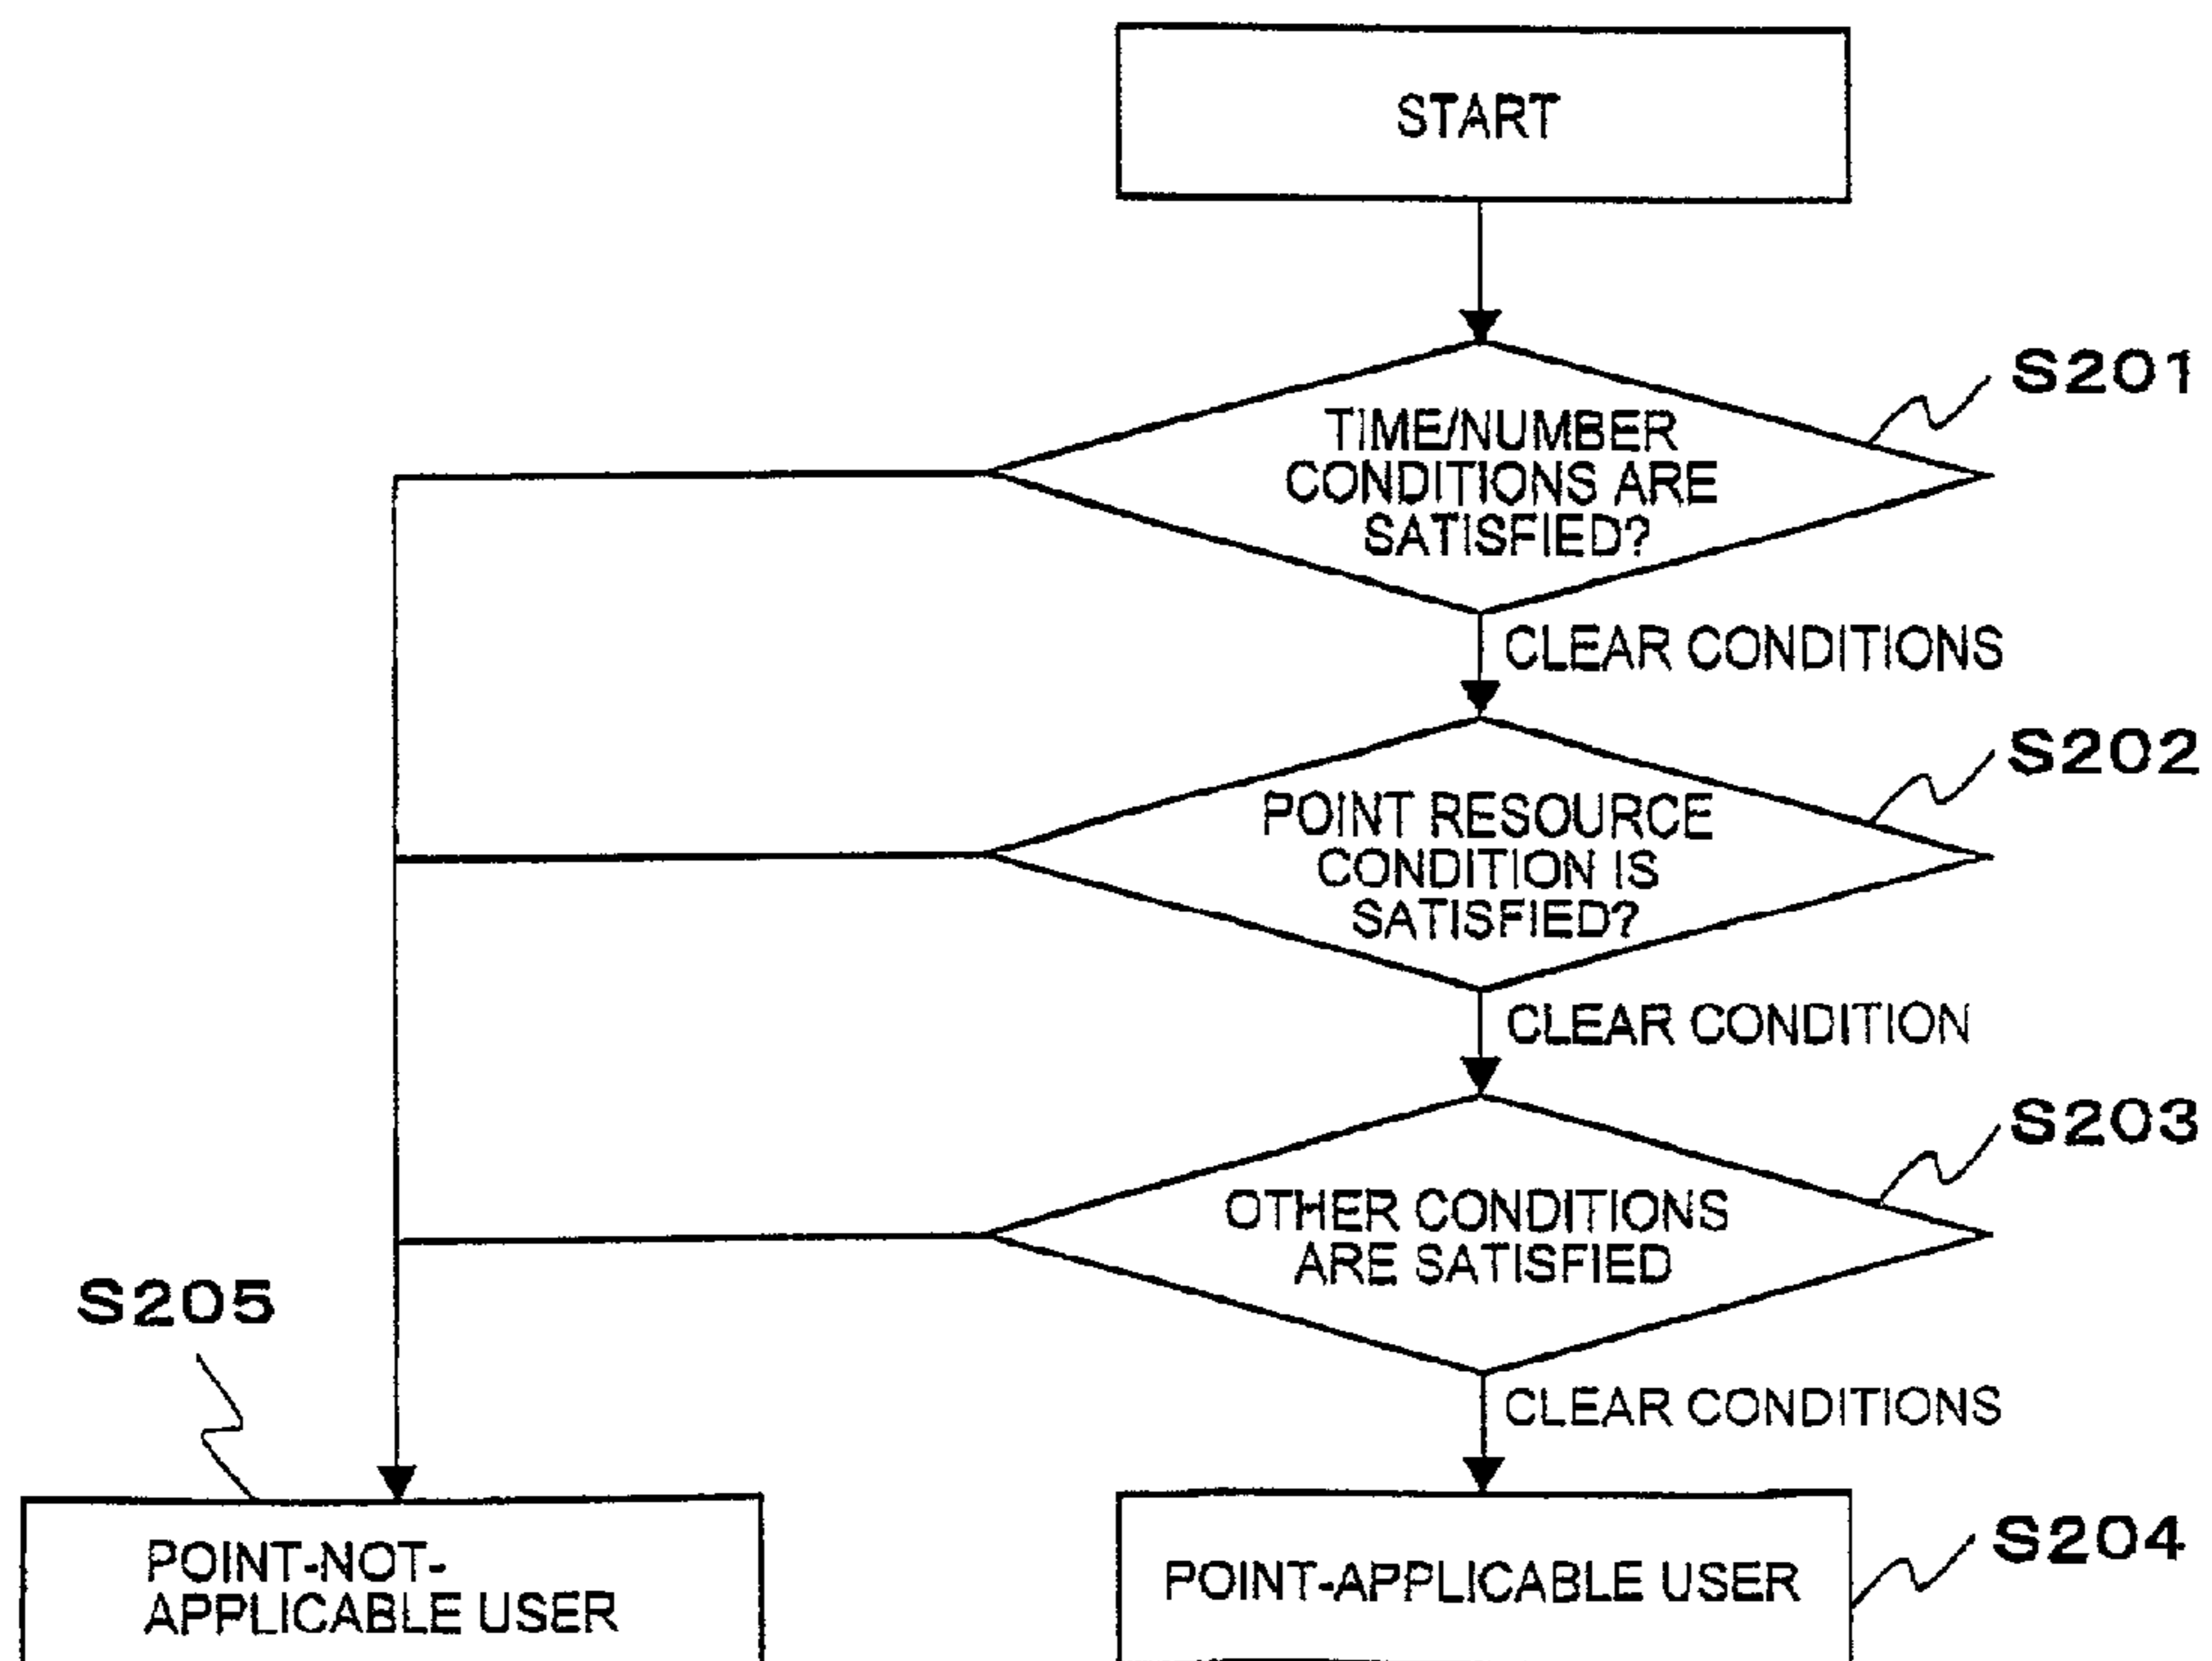 START
S201
TIME/NUMBER
CONDITIONS ARE
SATISFIED?
CLEAR CONDITIONS
S202
POINT RESOURCE
CONDITION IS
SATISFIED?
CLEAR CONDITION
S203
OTHER CONDITIONS
ARE SATISFIED
S205
CLEAR CONDITIONS
POINT-NOT-
APPLICABLE USER
POINT-APPLICABLE USER
S204